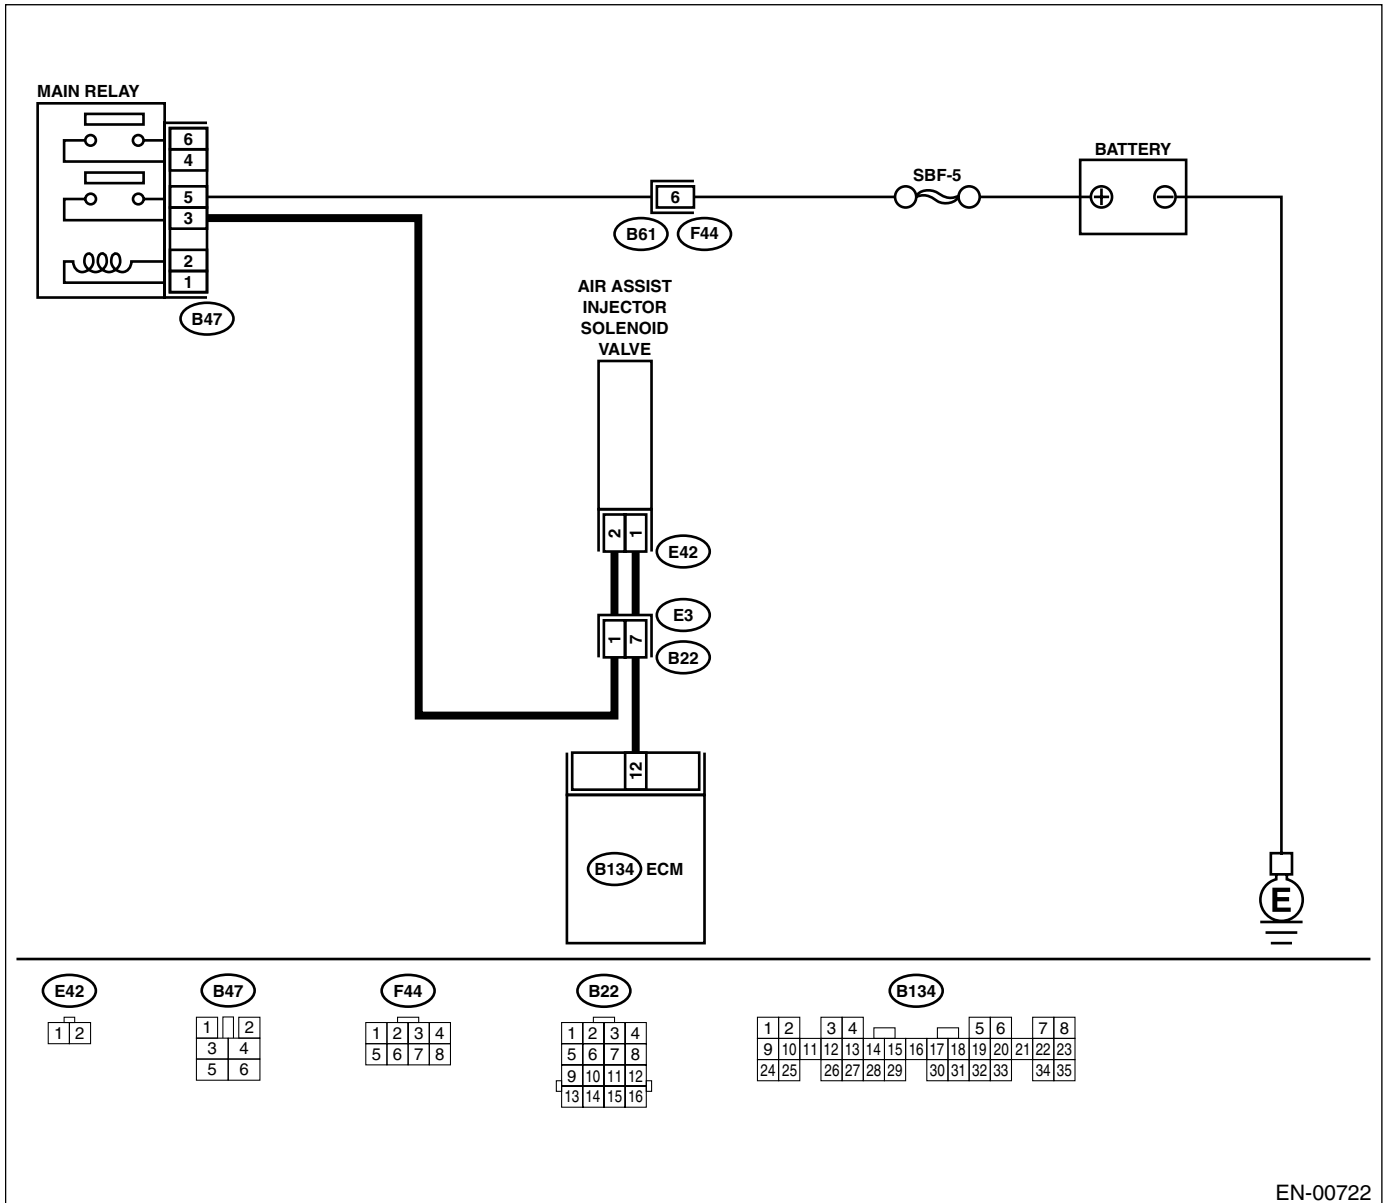 MAIN RELAY
6
4
5
3
2
1
B47
6
B61 F44
SBF-5
BATTERY
+ −
AIR ASSIST
INJECTOR
SOLENOID
VALVE
2 1
E42
E3
1 7
B22
12
B134 ECM
E
E42
1 2
B47
1 2
3 4
5 6
F44
1 2 3 4
5 6 7 8
B22
1 2 3 4
5 6 7 8
9 10 11 12
13 14 15 16
B134
1 2 3 4 5 6 7 8
9 10 11 12 13 14 15 16 17 18 19 20 21 22 23
24 25 26 27 28 29 30 31 32 33 34 35
EN-00722